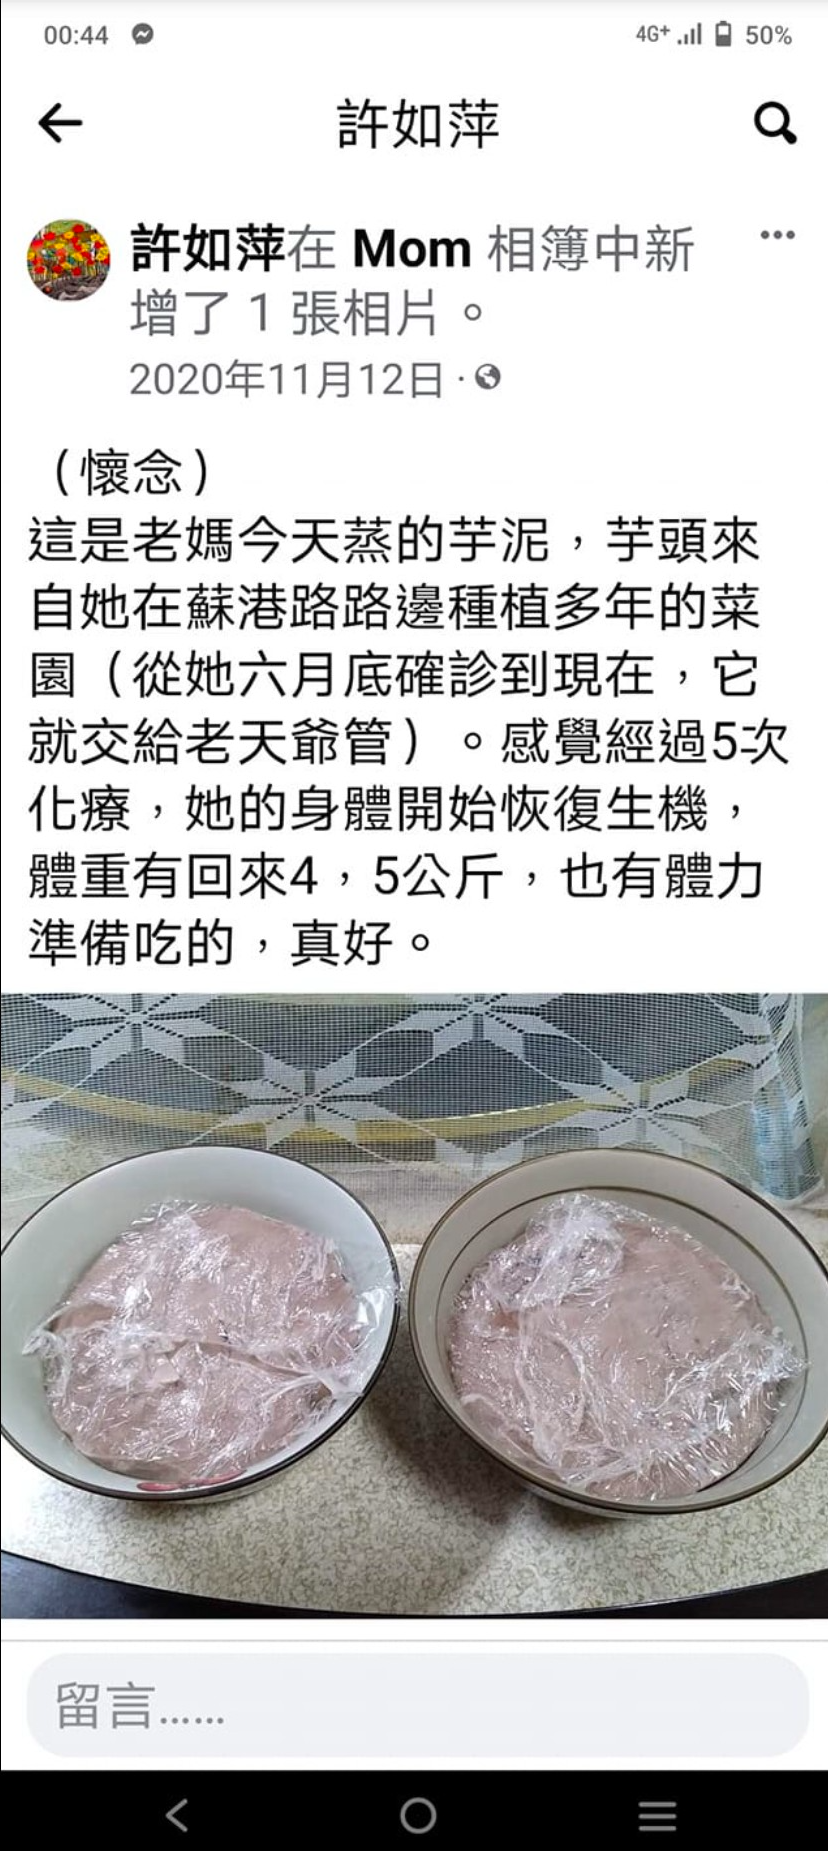 00:44
4G+ 50%
許如萍
許如萍在 Mom 相簿中新
增了 1 張相片。
2020年11月12日 ·
（懷念）
這是老媽今天蒸的芋泥，芋頭來
自她在蘇港路路邊種植多年的菜
園（從她六月底確診到現在，它
就交給老天爺管）。感覺經過5次
化療，她的身體開始恢復生機，
體重有回來4，5公斤，也有體力
準備吃的，真好。
留言......